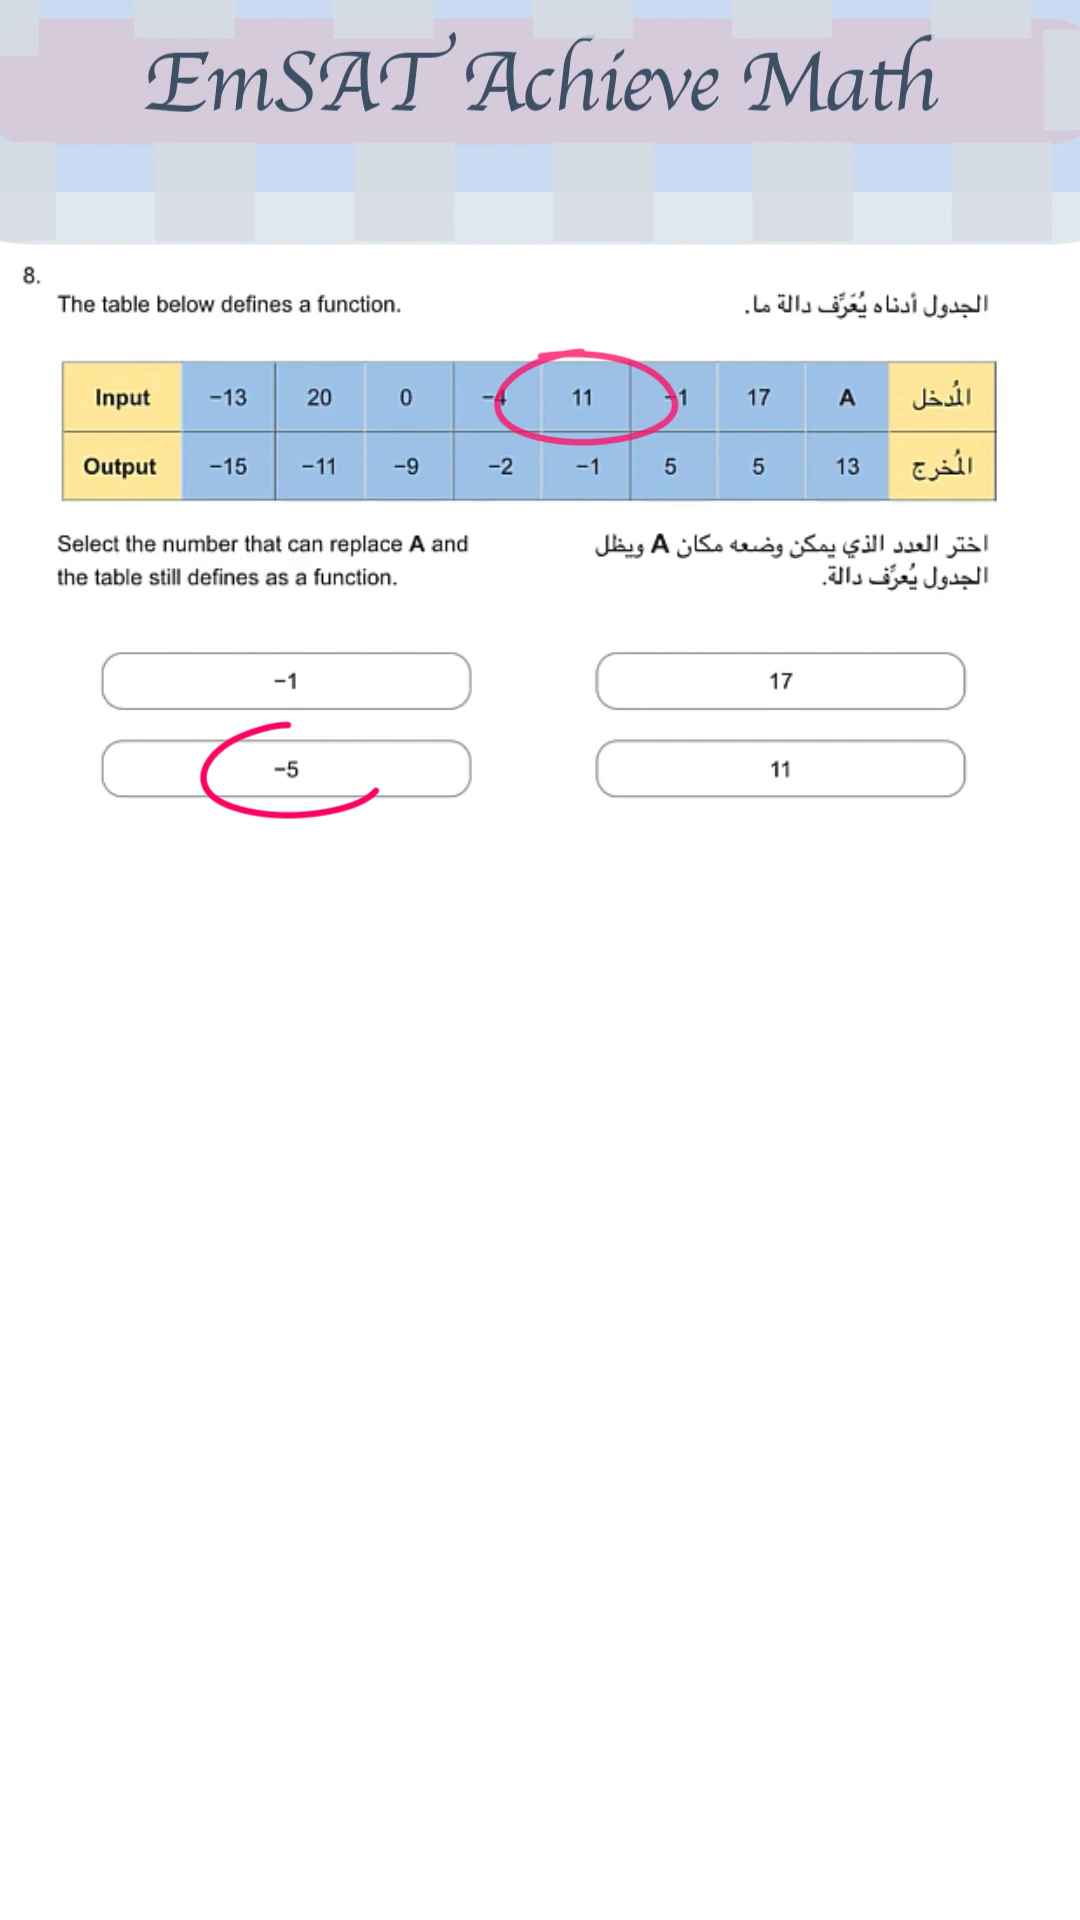 EmSAT Achieve Math
8.
The table below defines a function.
الجدول أدناه يُعَرِّف دالة ما.
Input −13 20 0 −4 11 −1 17 A المُدخل
Output −15 −11 −9 −2 −1 5 5 13 المُخرج
Select the number that can replace A and
the table still defines as a function.
اختر العدد الذي يمكن وضعه مكان A ويظل
الجدول يُعرِّف دالة.
−1 17
−5 11